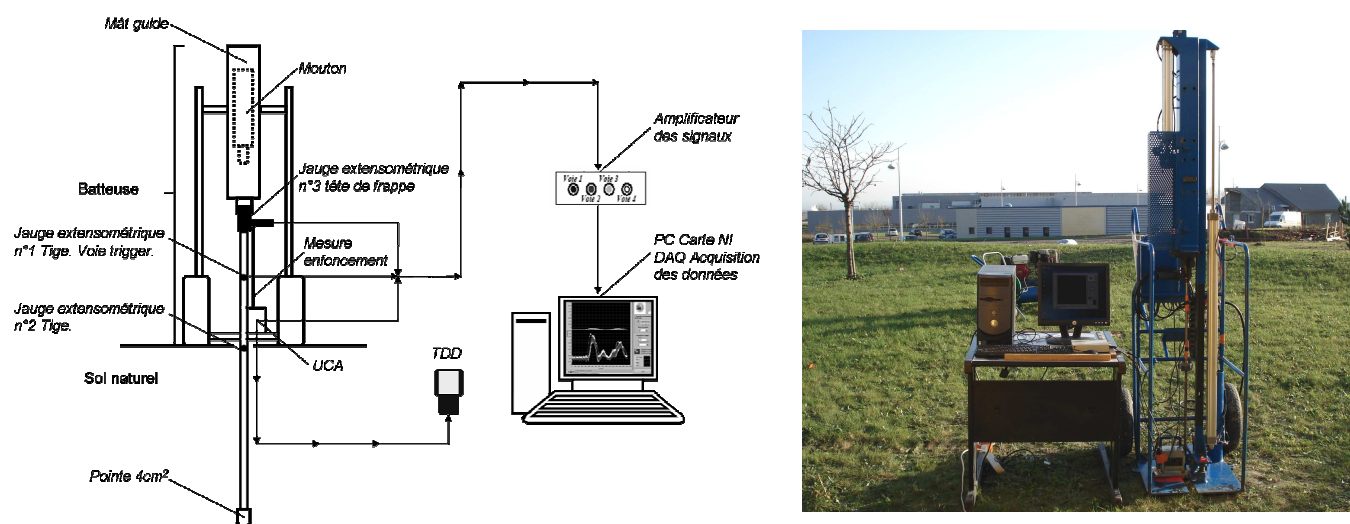 Mât guide
Mouton
Jauge extensométrique
n°3 tête de frappe
Batteuse
Jauge extensométrique
n°1 Tige. Voie trigger.
Mesure
enfoncement
Jauge extensométrique
n°2 Tige.
UCA
Sol naturel
TDD
Pointe 4cm²
Amplificateur
des signaux
Voie 1 Voie 3
Voie 2 Voie 4
PC Carte NI
DAQ Acquisition
des données